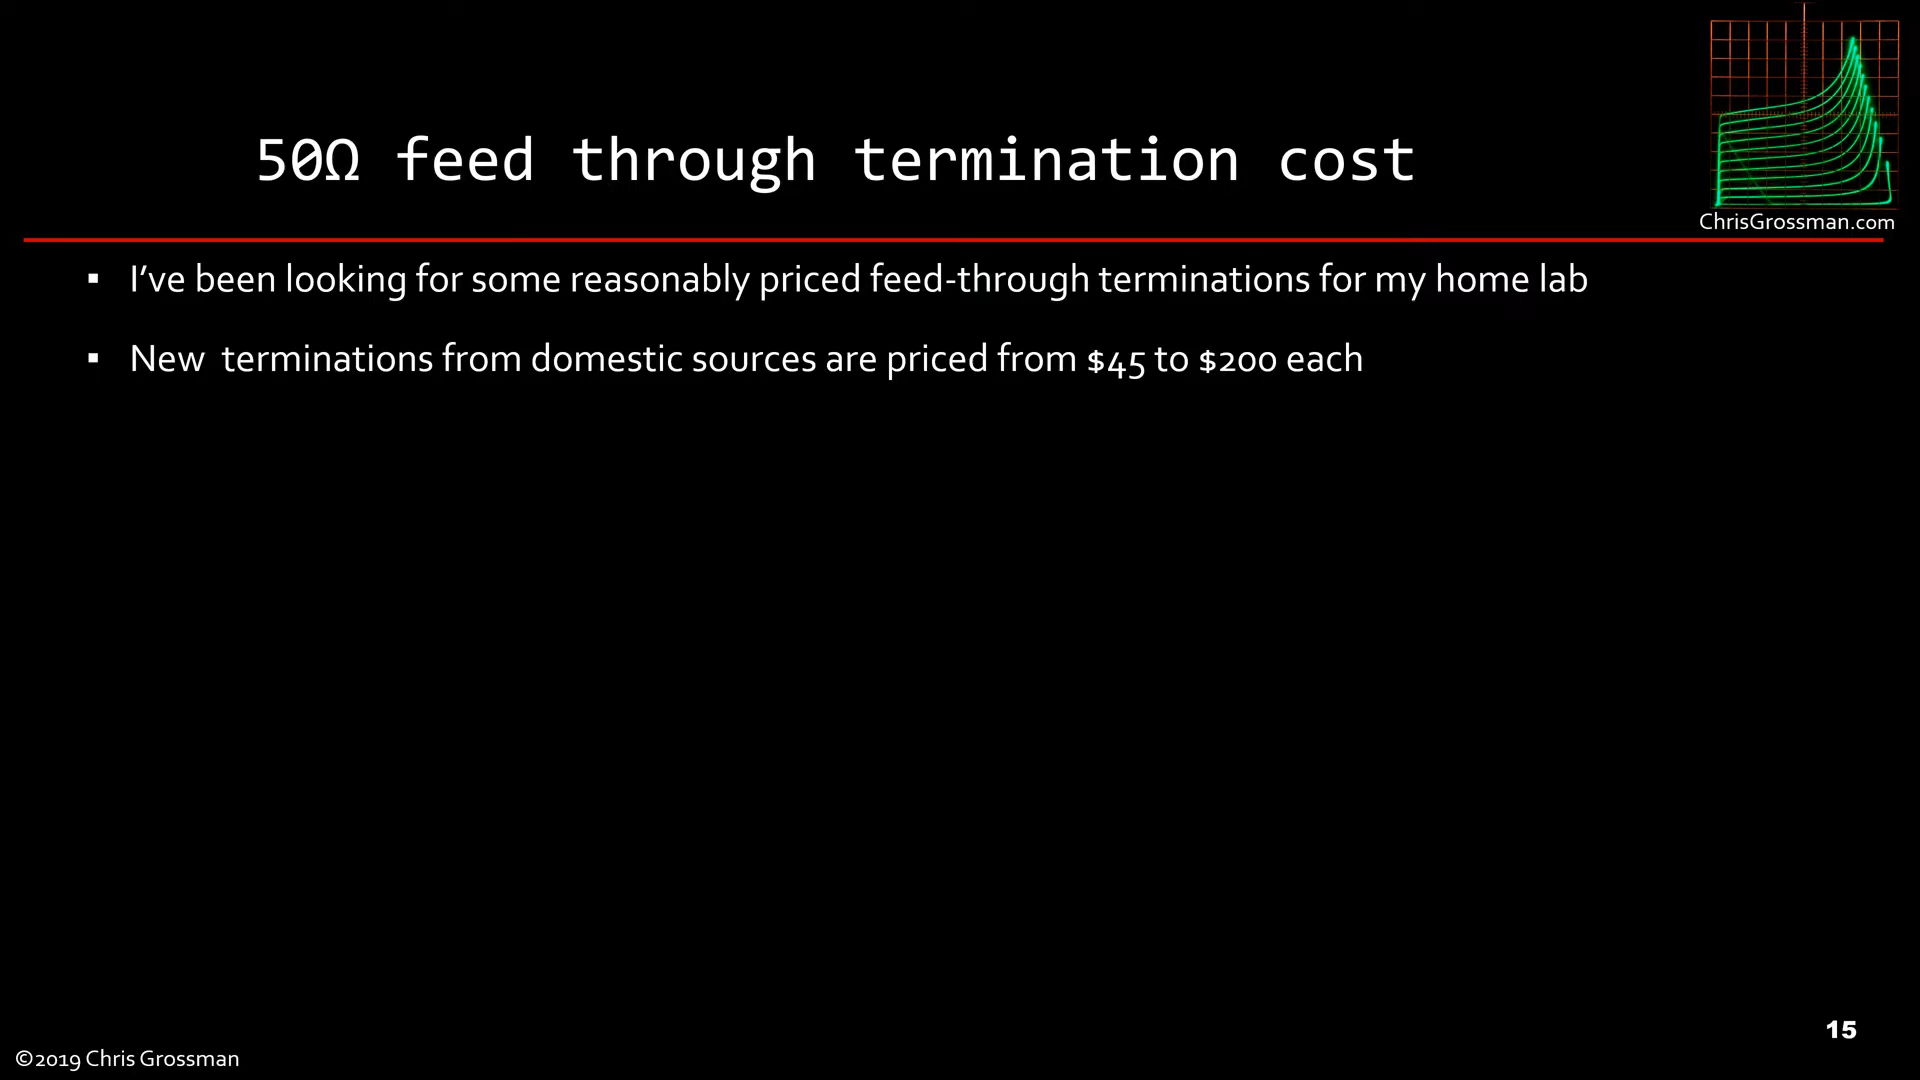 50Ω feed through termination cost
ChrisGrossman.com
▪ I’ve been looking for some reasonably priced feed-through terminations for my home lab
▪ New  terminations from domestic sources are priced from $45 to $200 each
15
©2019 Chris Grossman